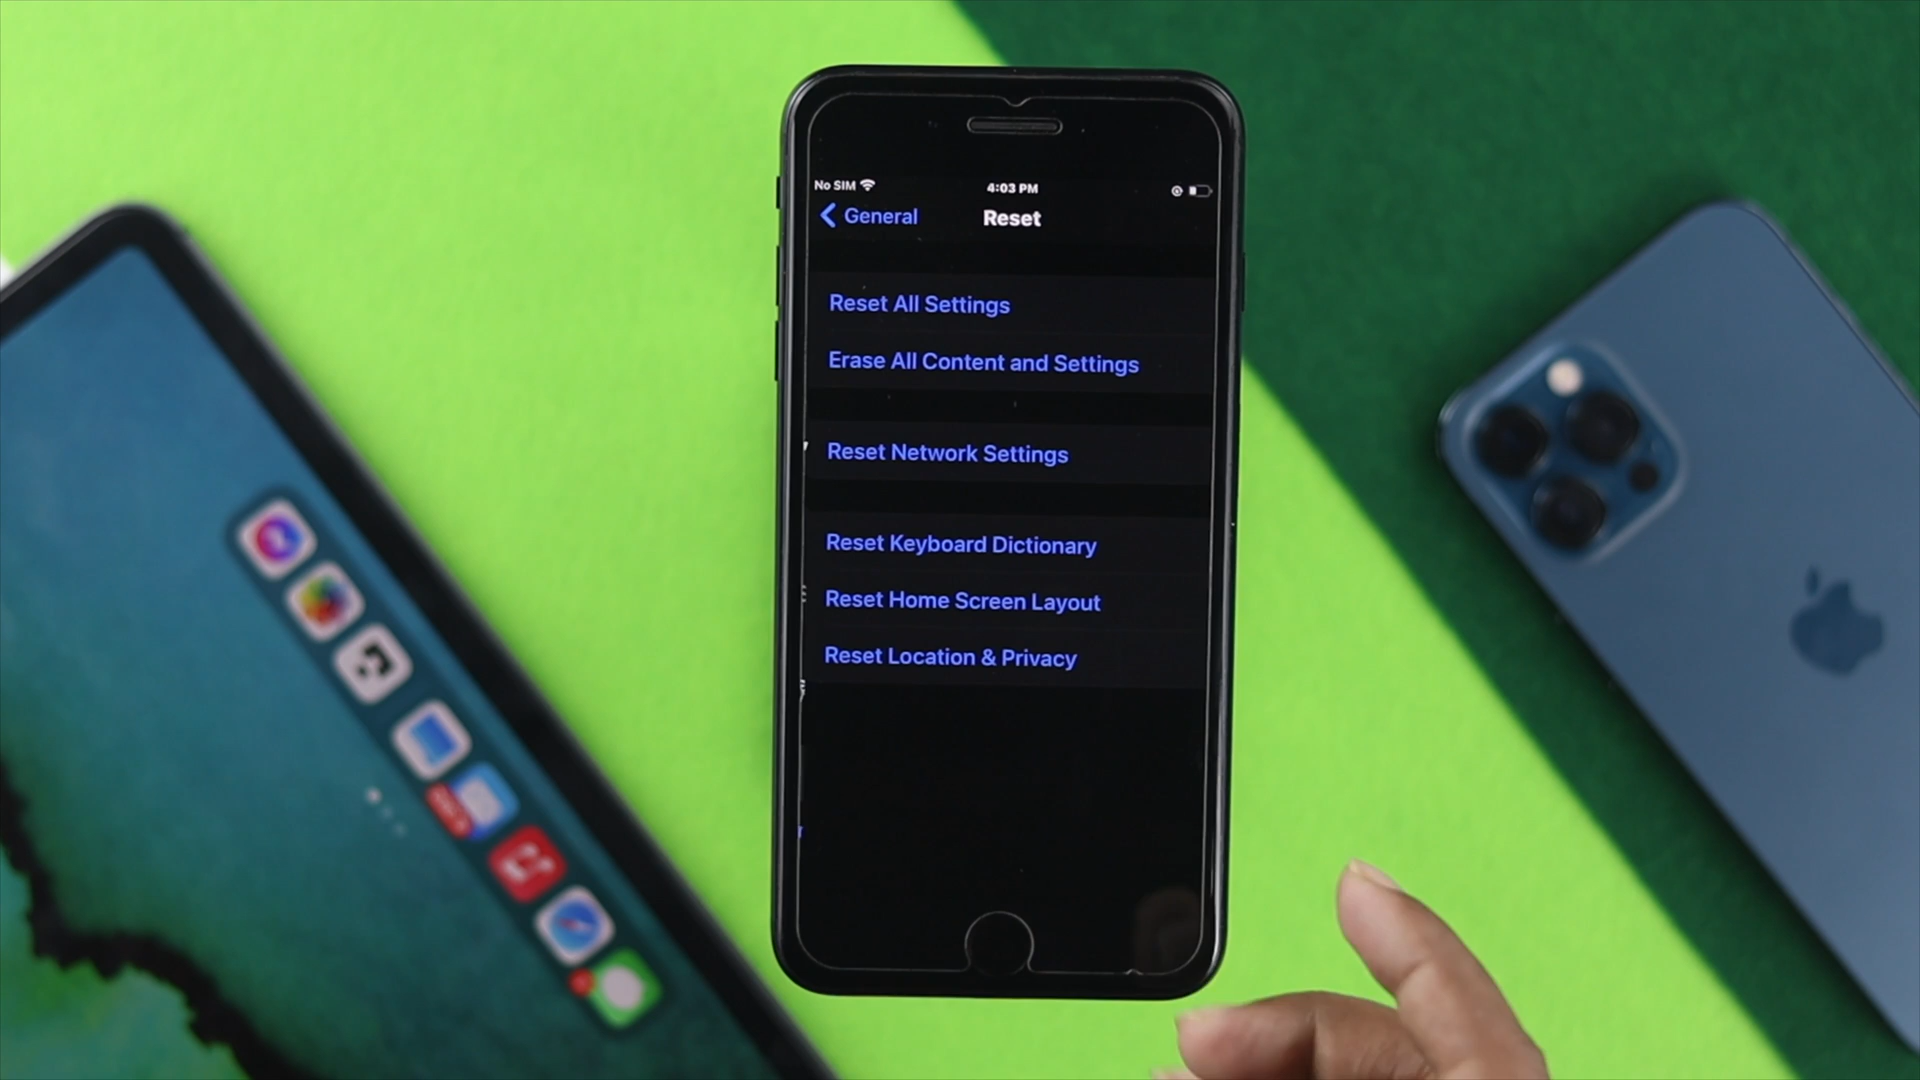 No SIM
4:03 PM
General
Reset
Reset All Settings
Erase All Content and Settings
Reset Network Settings
Reset Keyboard Dictionary
Reset Home Screen Layout
Reset Location & Privacy